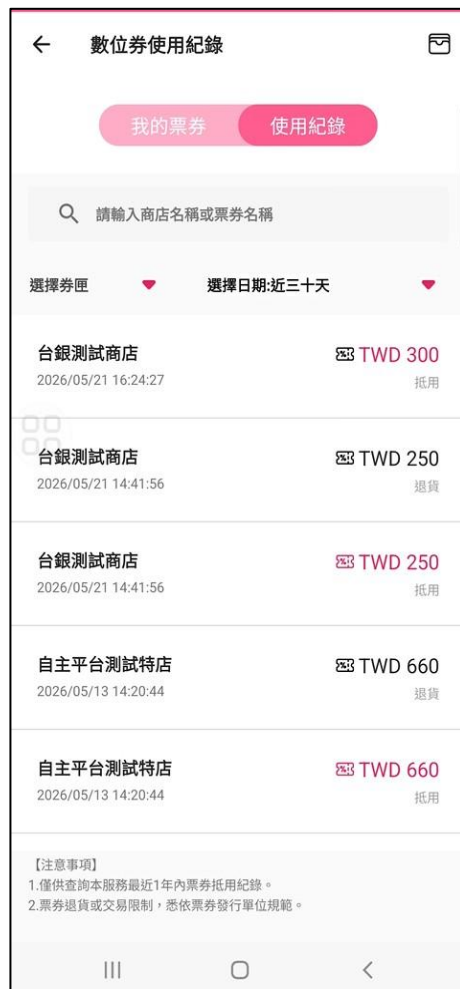 數位券使用紀錄
我的票券 使用紀錄
請輸入商店名稱或票券名稱
選擇券匣 選擇日期:近三十天
台銀測試商店 TWD 300
2026/05/21 16:24:27 抵用
台銀測試商店 TWD 250
2026/05/21 14:41:56 退貨
台銀測試商店 TWD 250
2026/05/21 14:41:56 抵用
自主平台測試特店 TWD 660
2026/05/13 14:20:44 退貨
自主平台測試特店 TWD 660
2026/05/13 14:20:44 抵用
【注意事項】
1.僅供查詢本服務最近1年內票券抵用紀錄。
2.票券退貨或交易限制，悉依票券發行單位規範。